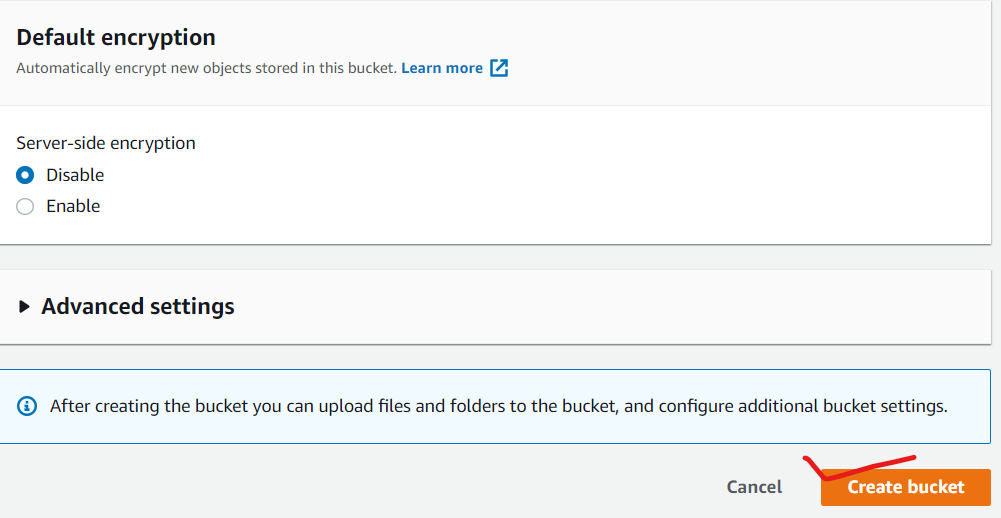 Default encryption
Automatically encrypt new objects stored in this bucket. Learn more
Server-side encryption
Disable
Enable
Advanced settings
After creating the bucket you can upload files and folders to the bucket, and configure additional bucket settings.
Cancel Create bucket